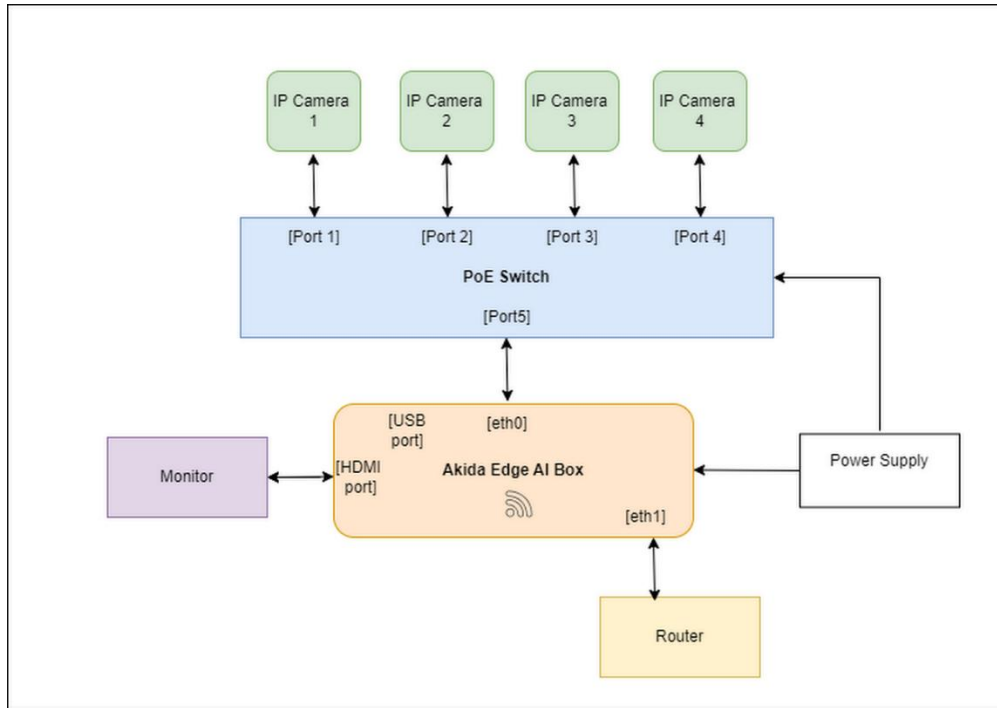 IP Camera
1
IP Camera
2
IP Camera
3
IP Camera
4
[Port 1]
[Port 2]
[Port 3]
[Port 4]
PoE Switch
[Port5]
[USB
port]
[eth0]
[HDMI
port]
Akida Edge AI Box
[eth1]
Monitor
Power Supply
Router